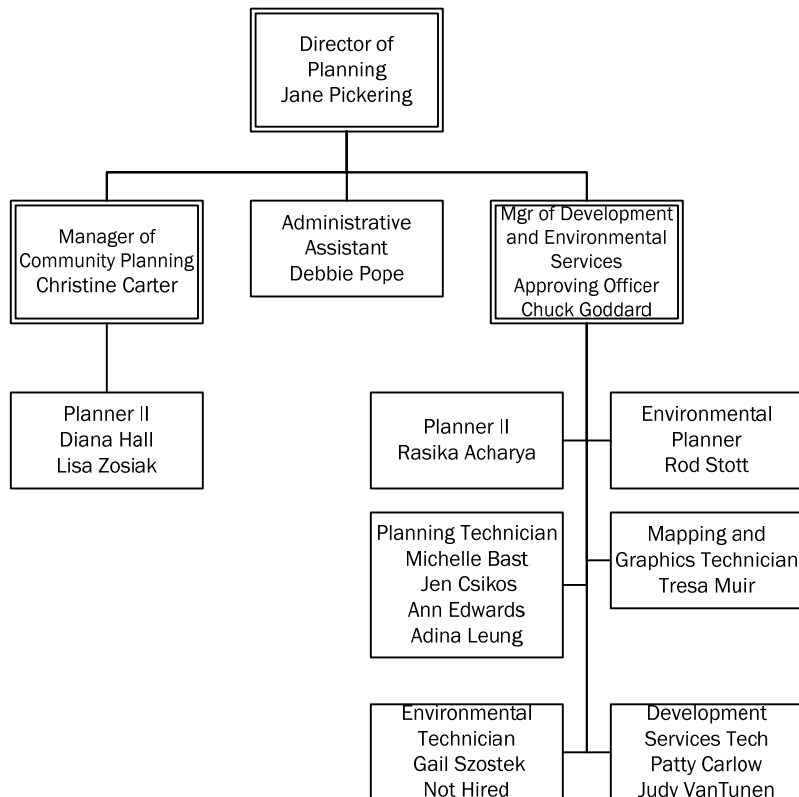 Director of
Planning
Jane Pickering
Manager of
Community Planning
Christine Carter
Administrative
Assistant
Debbie Pope
Mgr of Development
and Environmental
Services
Approving Officer
Chuck Goddard
Planner II
Diana Hall
Lisa Zosiak
Planner II
Rasika Acharya
Environmental
Planner
Rod Stott
Planning Technician
Michelle Bast
Jen Csikos
Ann Edwards
Adina Leung
Mapping and
Graphics Technician
Tresa Muir
Environmental
Technician
Gail Szostek
Not Hired
Development
Services Tech
Patty Carlow
Judy VanTunen